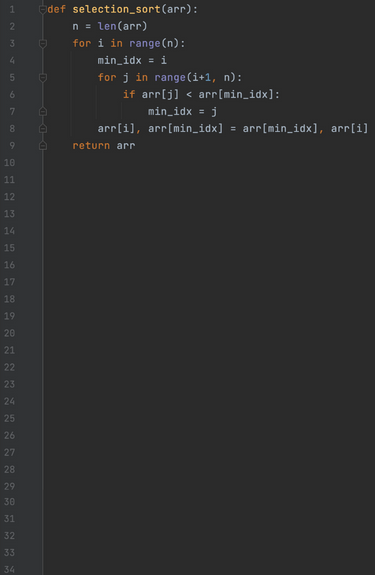 1 def selection_sort(arr):
2     n = len(arr)
3     for i in range(n):
4         min_idx = i
5         for j in range(i+1, n):
6             if arr[j] < arr[min_idx]:
7                 min_idx = j
8         arr[i], arr[min_idx] = arr[min_idx], arr[i]
9     return arr
10
11
12
13
14
15
16
17
18
19
20
21
22
23
24
25
26
27
28
29
30
31
32
33
34